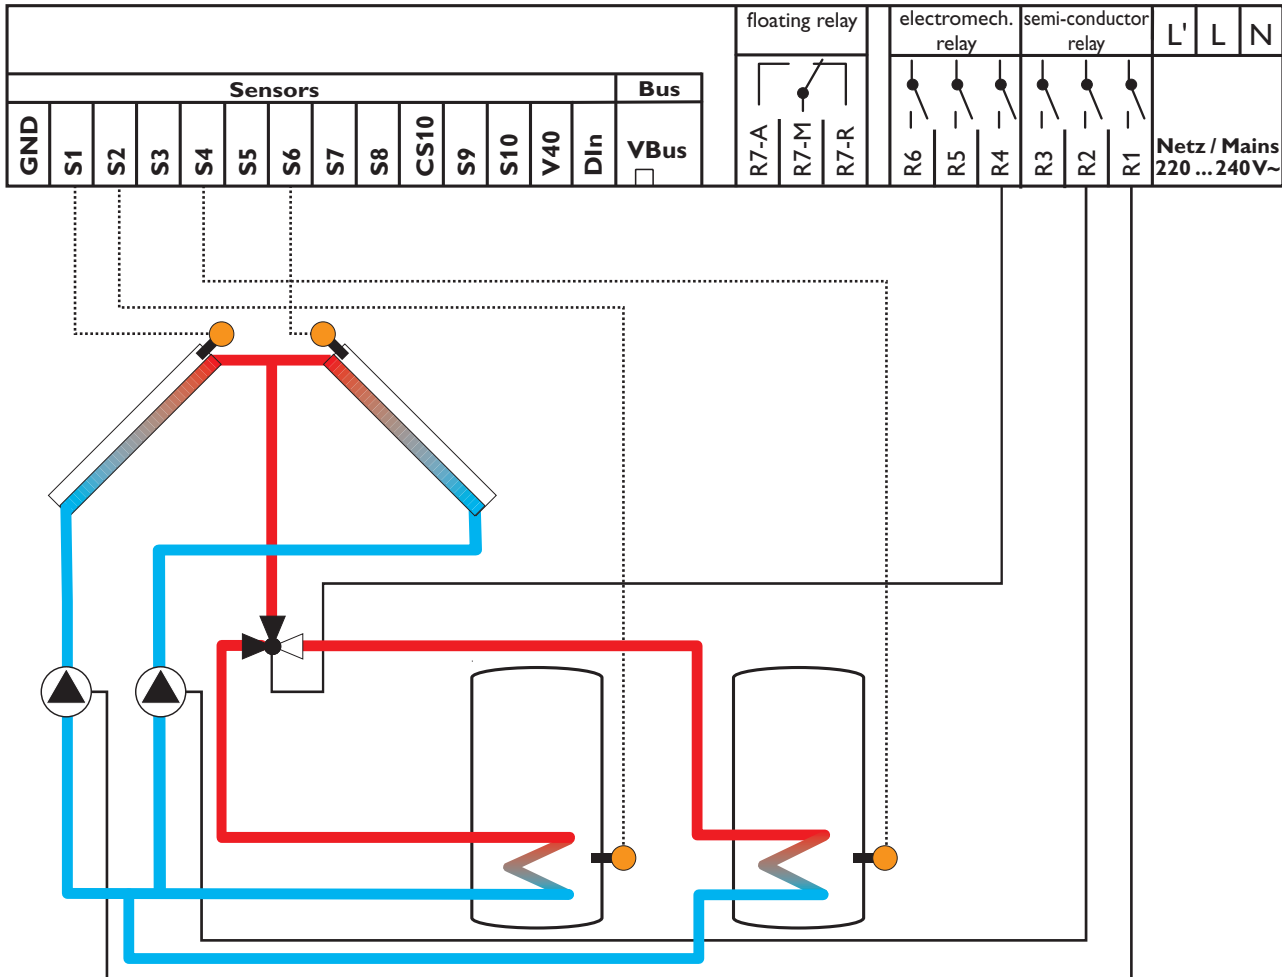 floating relay
electromech. relay
semi-conductor relay
L' L N
Sensors
Bus
GND S1 S2 S3 S4 S5 S6 S7 S8 CS10 S9 S10 V40 DIn
VBus
R7-A R7-M R7-R
R6 R5 R4 R3 R2 R1
Netz / Mains
220 ... 240 V~